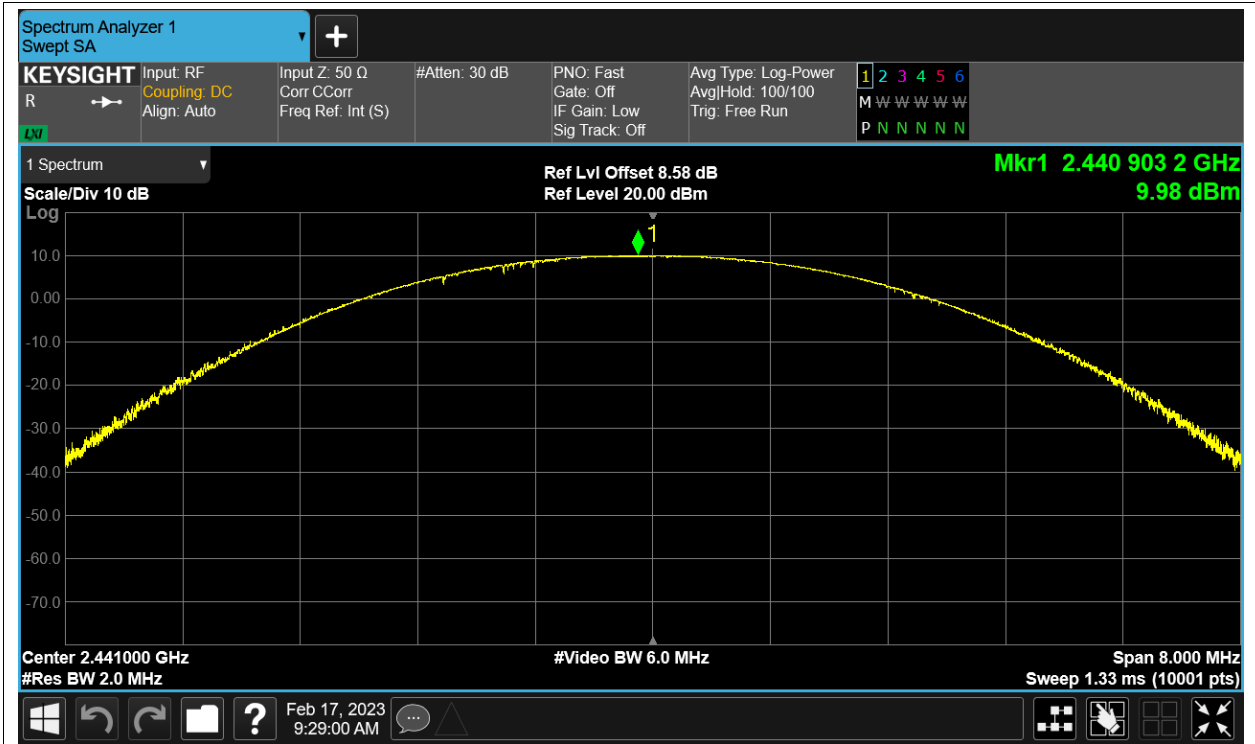 Spectrum Analyzer 1
Swept SA
KEYSIGHT
R
LXI
Input: RF
Coupling: DC
Align: Auto
Input Z: 50 Ω
Corr CCorr
Freq Ref: Int (S)
#Atten: 30 dB
PNO: Fast
Gate: Off
IF Gain: Low
Sig Track: Off
Avg Type: Log-Power
Avg|Hold: 100/100
Trig: Free Run
1 2 3 4 5 6
M W W W W W
P N N N N N
1 Spectrum
Scale/Div 10 dB
Log
Ref Lvl Offset 8.58 dB
Ref Level 20.00 dBm
Mkr1 2.440 903 2 GHz
9.98 dBm
1
10.0
0.00
-10.0
-20.0
-30.0
-40.0
-50.0
-60.0
-70.0
Center 2.441000 GHz
#Res BW 2.0 MHz
#Video BW 6.0 MHz
Span 8.000 MHz
Sweep 1.33 ms (10001 pts)
?
Feb 17, 2023
9:29:00 AM